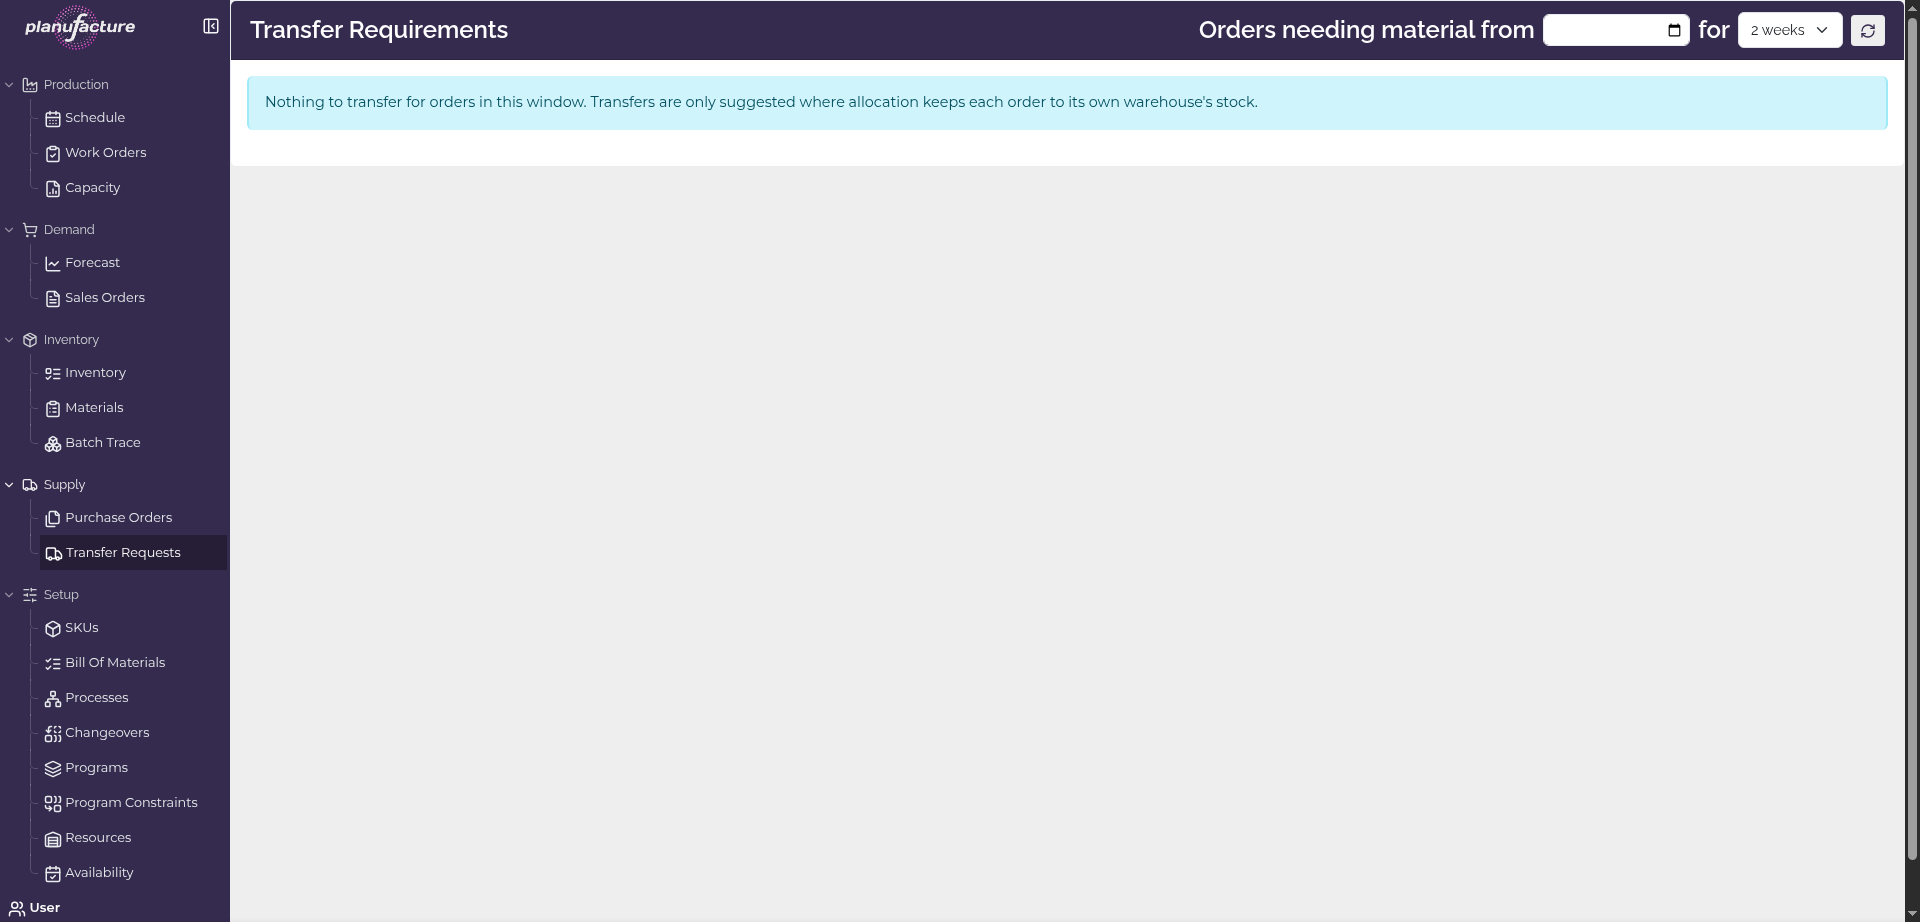 planufacture
Transfer Requirements
Orders needing material from
for
2 weeks
Nothing to transfer for orders in this window. Transfers are only suggested where allocation keeps each order to its own warehouse's stock.
Production
Schedule
Work Orders
Capacity
Demand
Forecast
Sales Orders
Inventory
Inventory
Materials
Batch Trace
Supply
Purchase Orders
Transfer Requests
Setup
SKUs
Bill Of Materials
Processes
Changeovers
Programs
Program Constraints
Resources
Availability
User